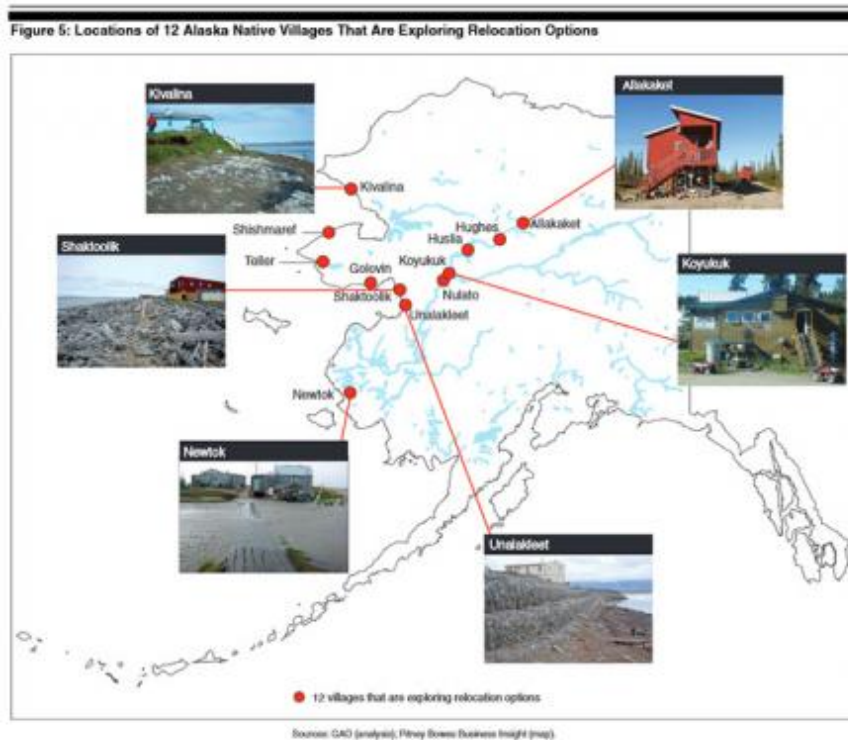 Figure 5: Locations of 12 Alaska Native Villages That Are Exploring Relocation Options
Kivalina
Allakaket
Kivalina
Shishmaref
Hughes
Allakaket
Huslia
Shaktoolik
Teller
Koyukuk
Koyukuk
Golovin
Shaktoolik
Nulato
Unalakleet
Newtok
Newtok
Unalakleet
12 villages that are exploring relocation options
Sources: GAO (analysis); Pitney Bowes Business Insight (map).